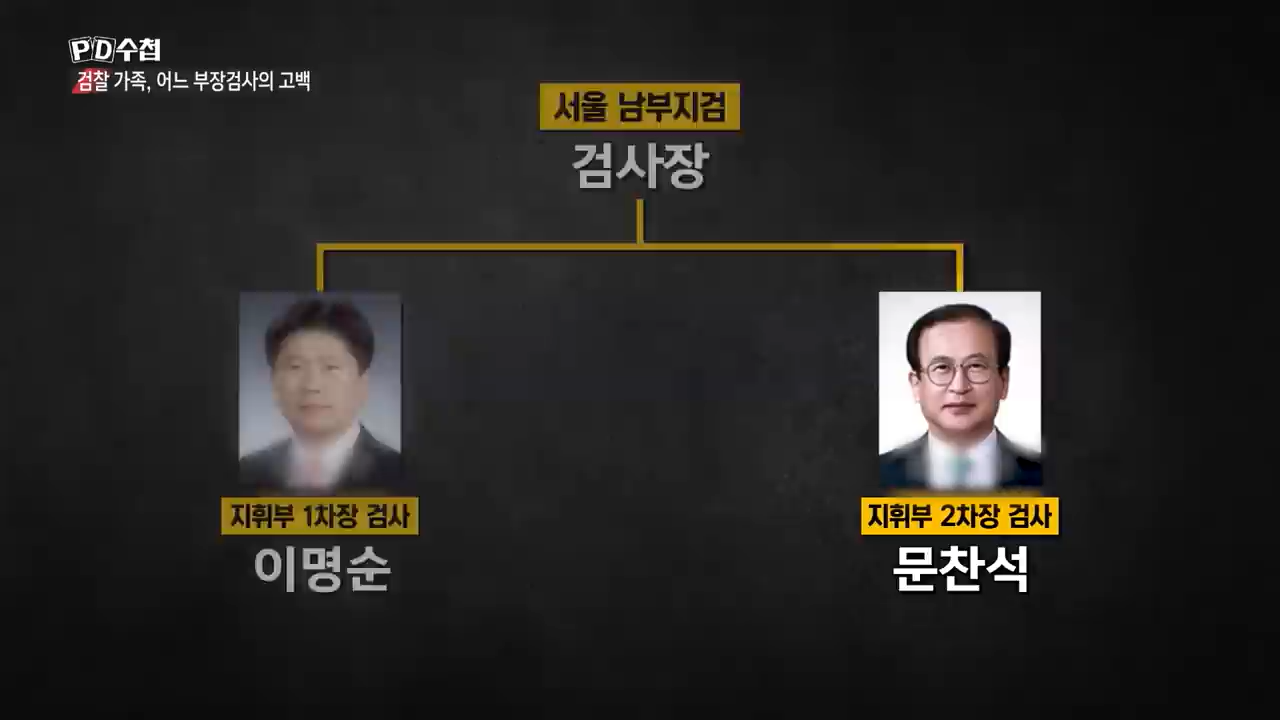 PD수첩
검찰 가족, 어느 부장검사의 고백
서울 남부지검
검사장
지휘부 1차장 검사
이명순
지휘부 2차장 검사
문찬석